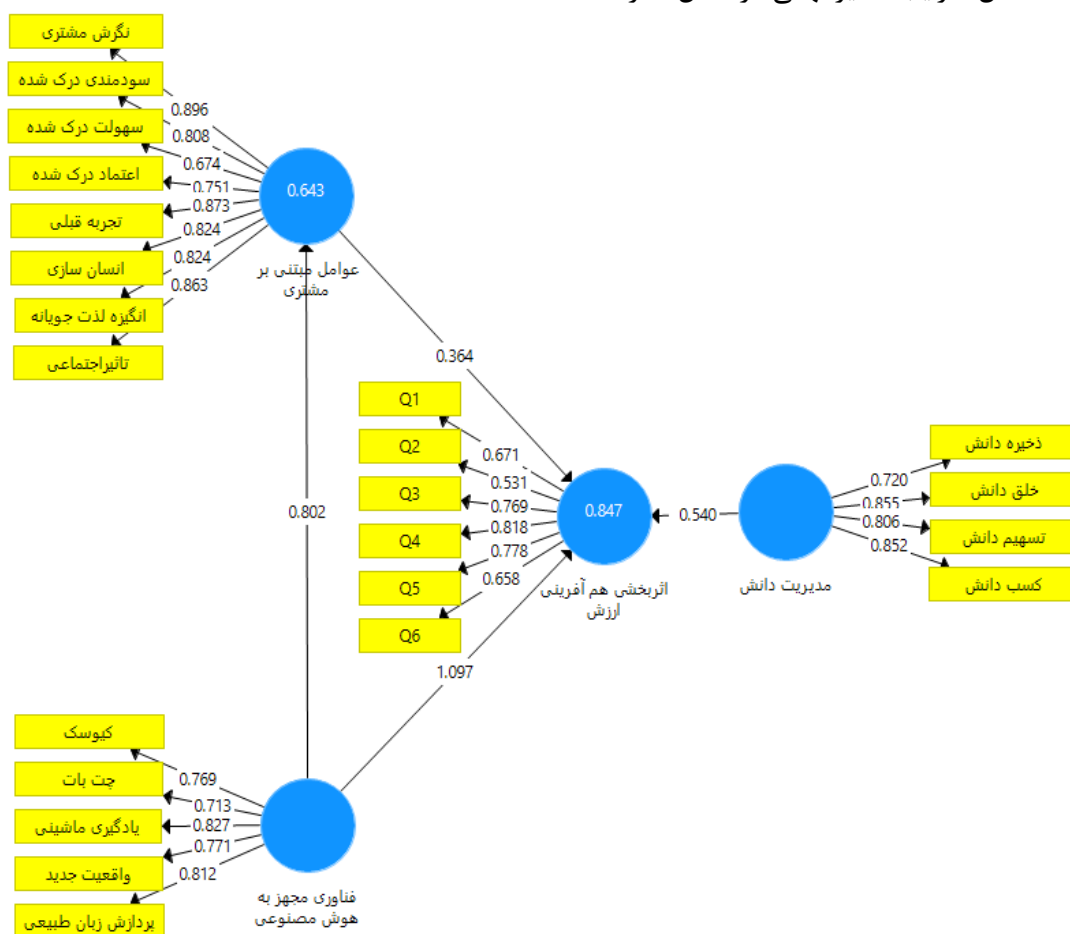 نگرش مشتری
سودمندی درک شده
سهولت درک شده
اعتماد درک شده
تجربه قبلی
انسان سازی
انگیزه لذت جویانه
تاثیراجتماعی
0.896
0.808
0.674
0.751
0.873
0.824
0.824
0.863
0.643
عوامل مبتنی بر
مشتری
0.364
0.802
Q1
Q2
Q3
Q4
Q5
Q6
0.671
0.531
0.769
0.818
0.778
0.658
0.847
اثربخشی هم آفرینی
ارزش
0.540
مدیریت دانش
0.720
0.855
0.806
0.852
ذخیره دانش
خلق دانش
تسهیم دانش
کسب دانش
1.097
کیوسک
چت بات
یادگیری ماشینی
واقعیت جدید
پردازش زبان طبیعی
0.769
0.713
0.827
0.771
0.812
فناوری مجهز به
هوش مصنوعی